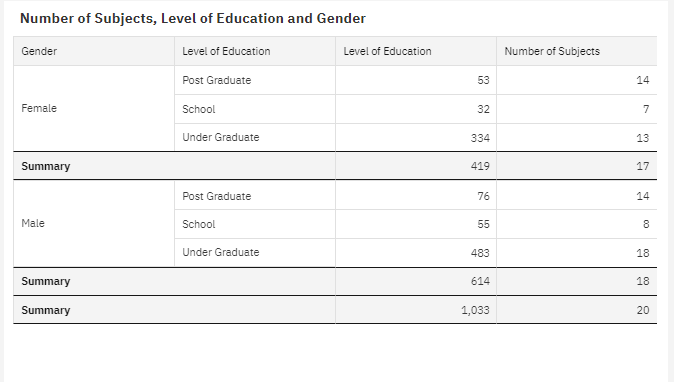 Number of Subjects, Level of Education and Gender
Gender Level of Education Level of Education Number of Subjects
Post Graduate 53 14
Female School 32 7
Under Graduate 334 13
Summary 419 17
Post Graduate 76 14
Male School 55 8
Under Graduate 483 18
Summary 614 18
Summary 1,033 20